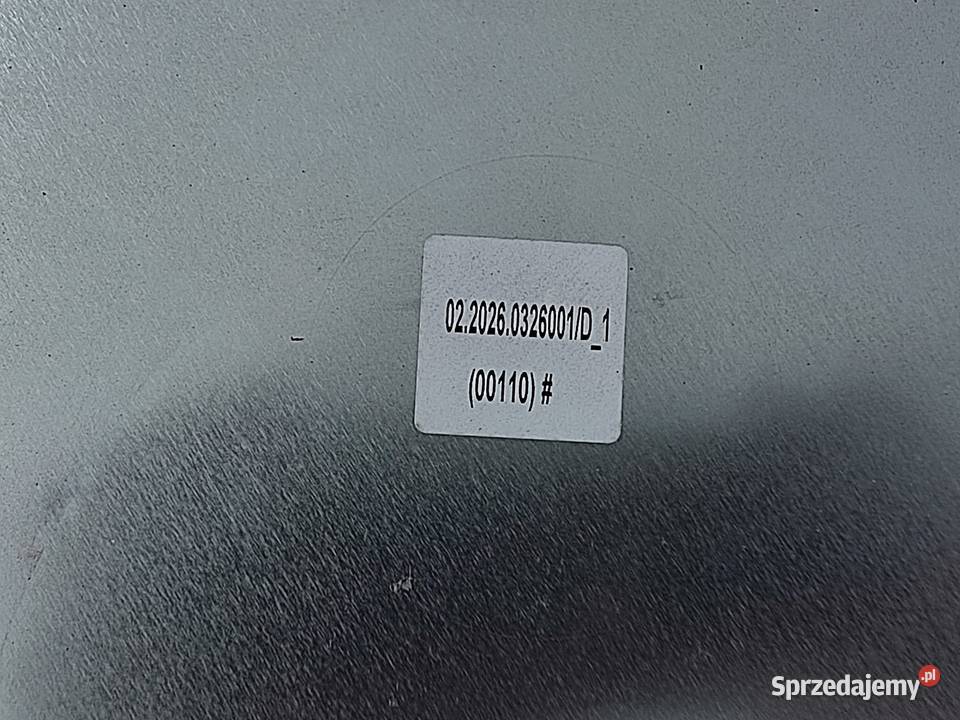 02.2026.0326001/D_1
(00110) #
Sprzedajemy.pl